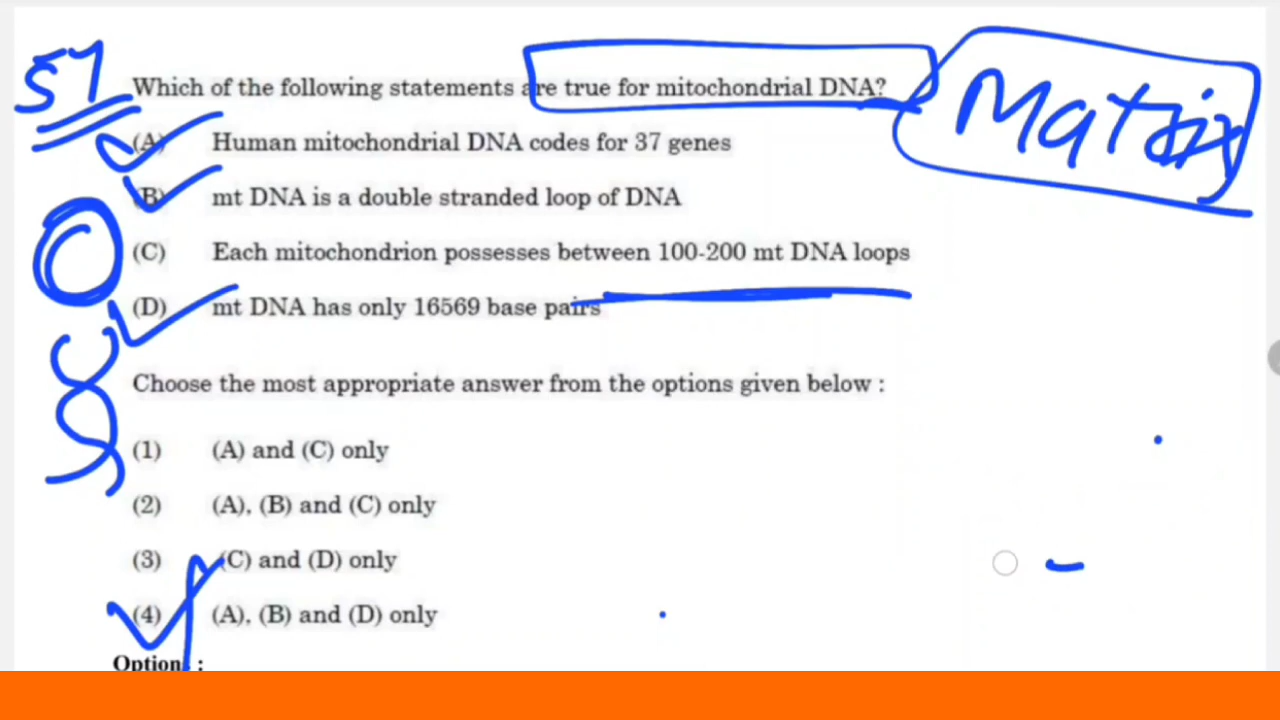 57
Which of the following statements are true for mitochondrial DNA?
Matrix
(A) Human mitochondrial DNA codes for 37 genes
(B) mt DNA is a double stranded loop of DNA
(C) Each mitochondrion possesses between 100-200 mt DNA loops
(D) mt DNA has only 16569 base pairs
Choose the most appropriate answer from the options given below :
(1) (A) and (C) only
(2) (A), (B) and (C) only
(3) (C) and (D) only
(4) (A), (B) and (D) only
Options :